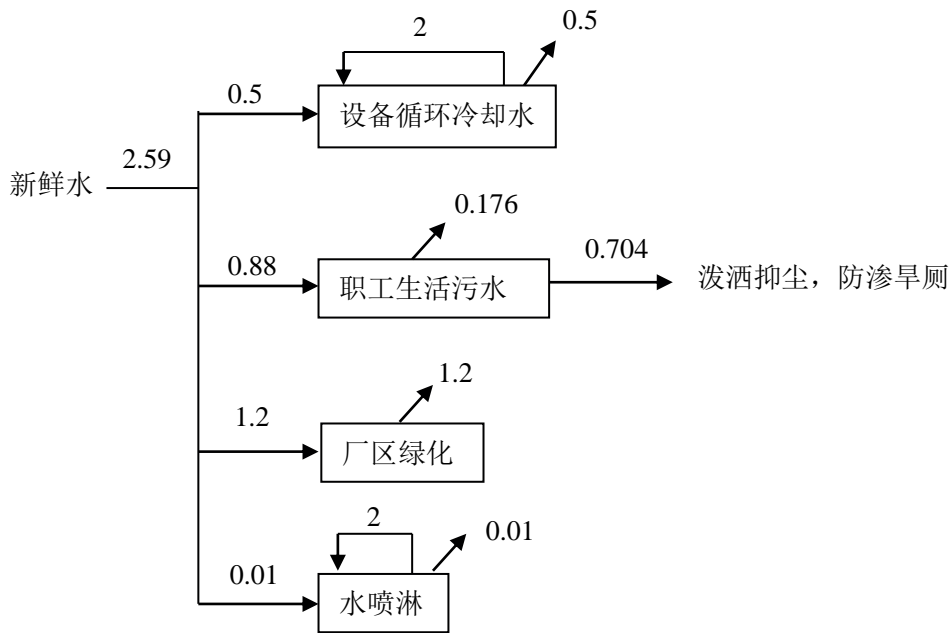 2
0.5
0.5
设备循环冷却水
2.59
新鲜水
0.176
0.88
职工生活污水
0.704
泼洒抑尘，防渗旱厕
1.2
1.2
厂区绿化
2
0.01
0.01
水喷淋